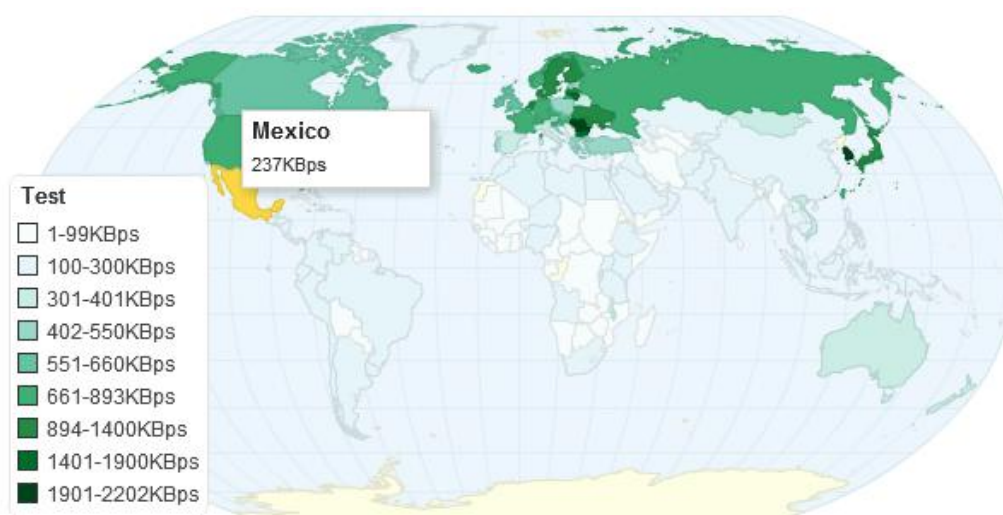 Mexico
237KBps
Test
1-99KBps
100-300KBps
301-401KBps
402-550KBps
551-660KBps
661-893KBps
894-1400KBps
1401-1900KBps
1901-2202KBps